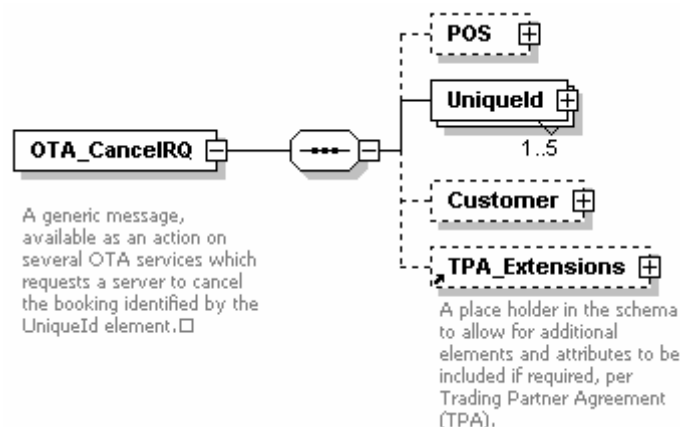 POS
UniqueId
1..5
OTA_CancelRQ
Customer
TPA_Extensions
A generic message,
available as an action on
several OTA services which
requests a server to cancel
the booking identified by the
UniqueId element.
A place holder in the schema
to allow for additional
elements and attributes to be
included if required, per
Trading Partner Agreement
(TPA).